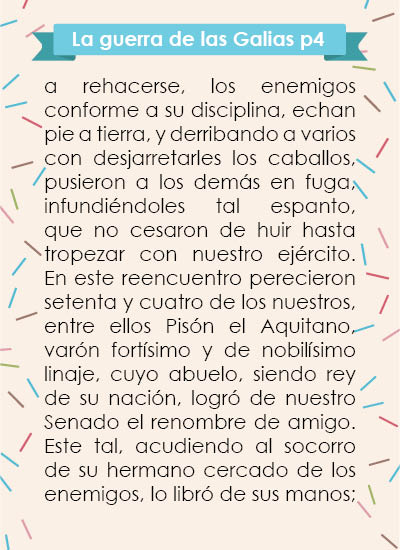 La guerra de las Galias p4
a rehacerse, los enemigos
conforme a su disciplina, echan
pie a tierra, y derribando a varios
con desjarretarles los caballos,
pusieron a los demás en fuga,
infundiéndoles tal espanto,
que no cesaron de huir hasta
tropezar con nuestro ejército.
En este reencuentro perecieron
setenta y cuatro de los nuestros,
entre ellos Pisón el Aquitano,
varón fortísimo y de nobilísimo
linaje, cuyo abuelo, siendo rey
de su nación, logró de nuestro
Senado el renombre de amigo.
Este tal, acudiendo al socorro
de su hermano cercado de los
enemigos, lo libró de sus manos;